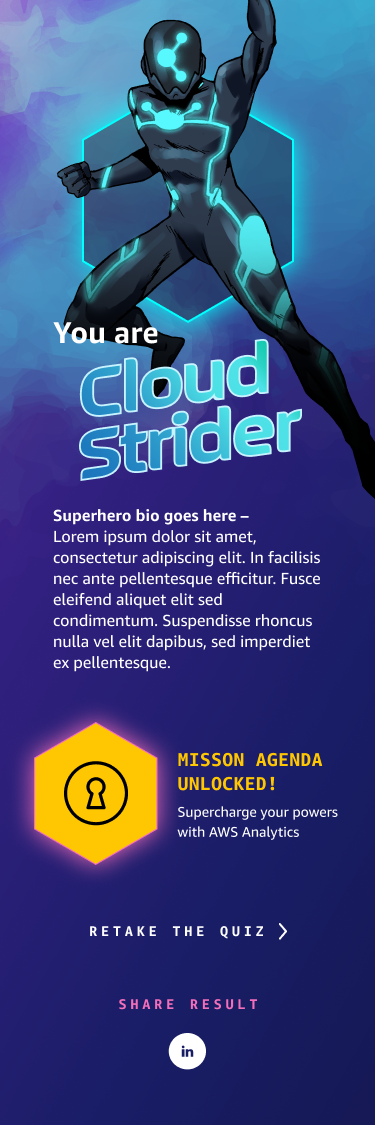 You are
Cloud
Strider
Superhero bio goes here –
Lorem ipsum dolor sit amet,
consectetur adipiscing elit. In facilisis
nec ante pellentesque efficitur. Fusce
eleifend aliquet elit sed
condimentum. Suspendisse rhoncus
nulla vel elit dapibus, sed imperdiet
ex pellentesque.
MISSON AGENDA
UNLOCKED!
Supercharge your powers
with AWS Analytics
RETAKE THE QUIZ
SHARE RESULT
in